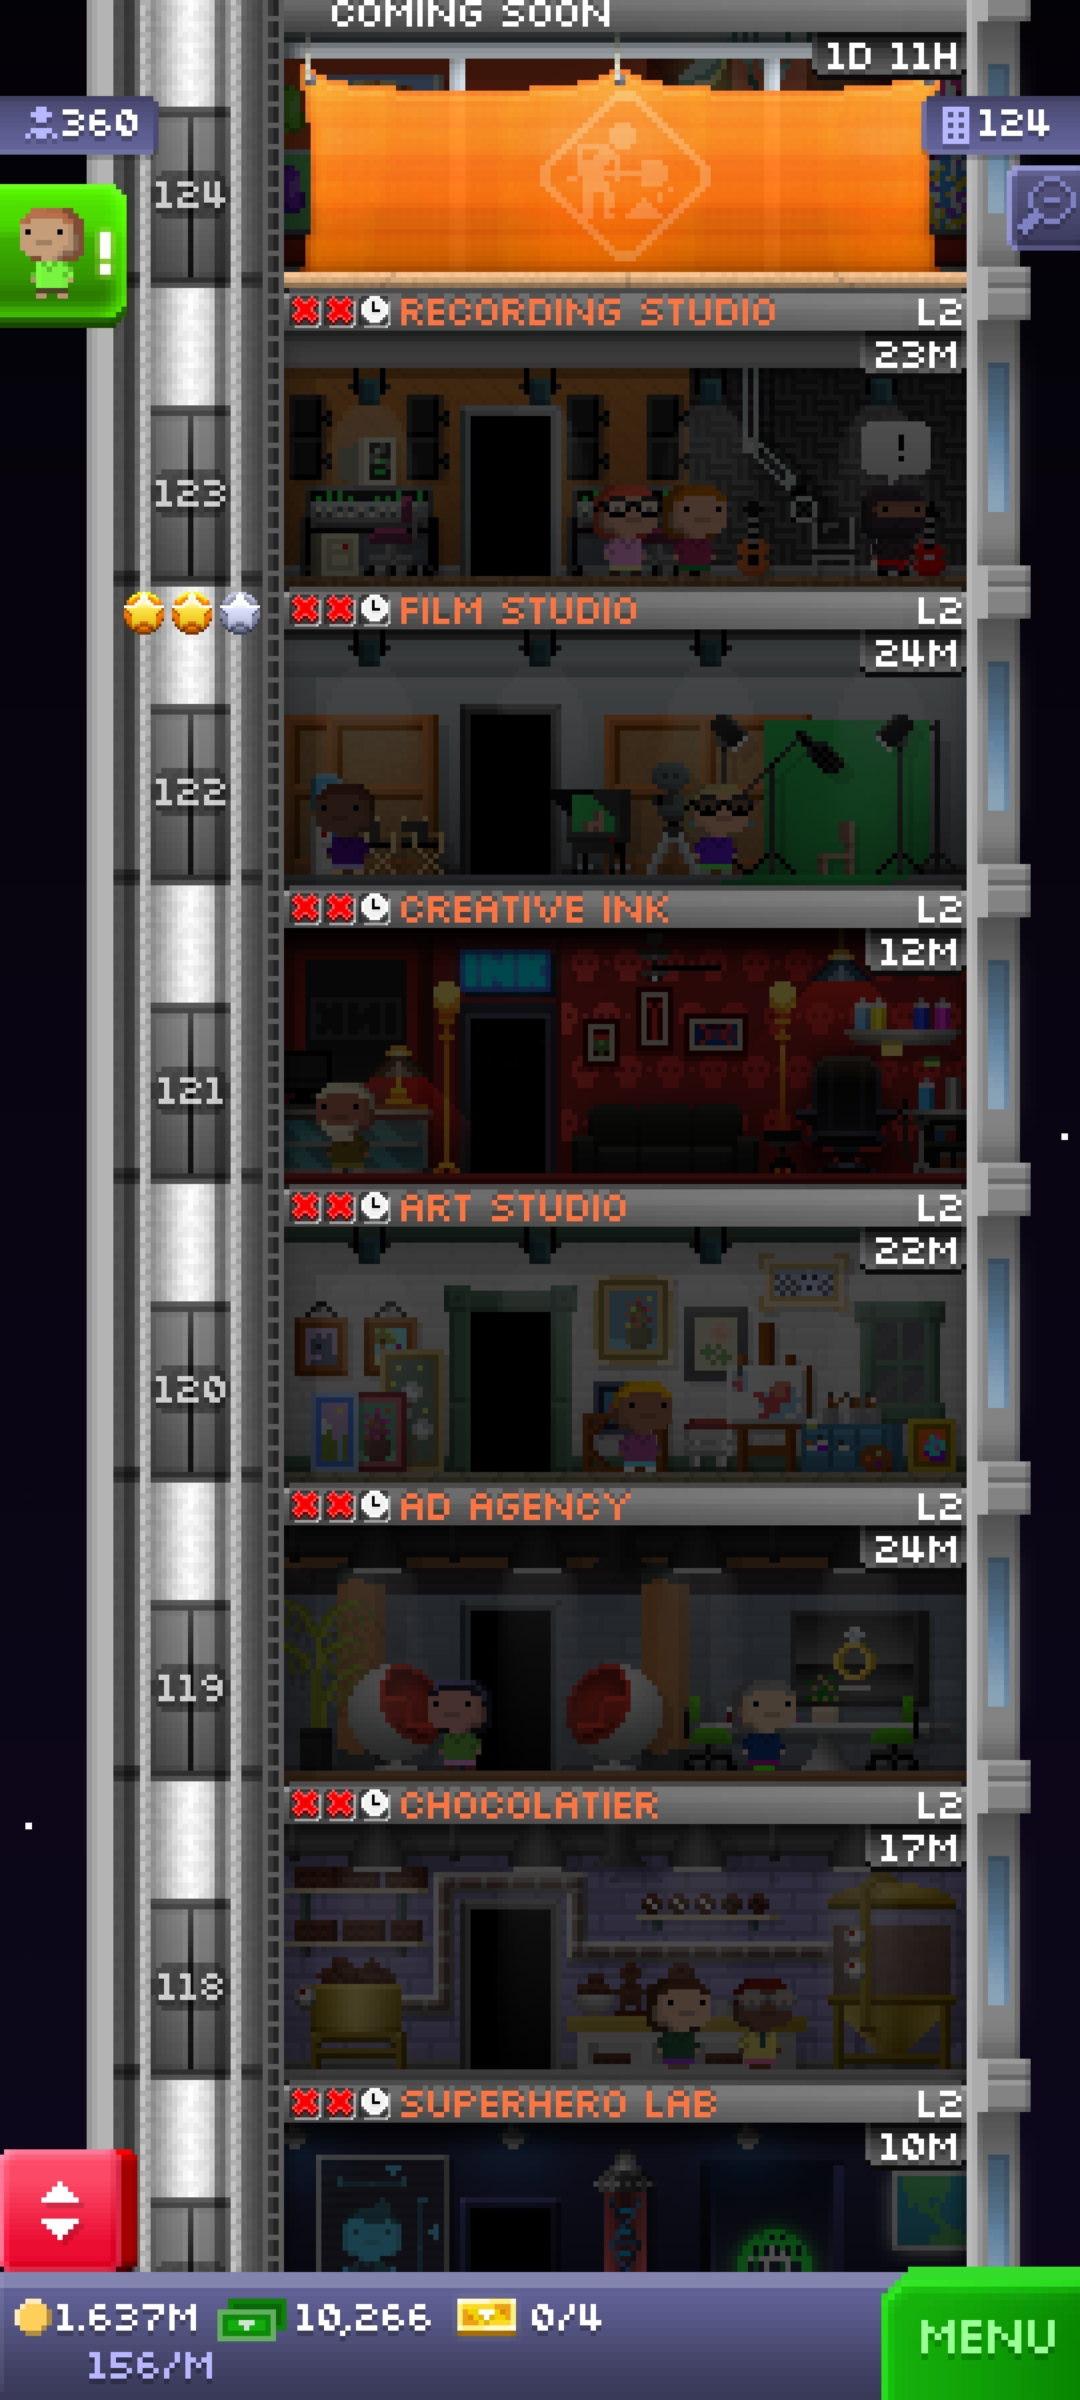 COMING SOON
1D 11H
360
124
124
!
RECORDING STUDIO L2
23M
!
123
FILM STUDIO L2
24M
122
CREATIVE INK L2
12M
INK
121
ART STUDIO L2
22M
120
AD AGENCY L2
24M
119
CHOCOLATIER L2
17M
118
SUPERHERO LAB L2
10M
1.637M 10,266 0/4
156/M
MENU